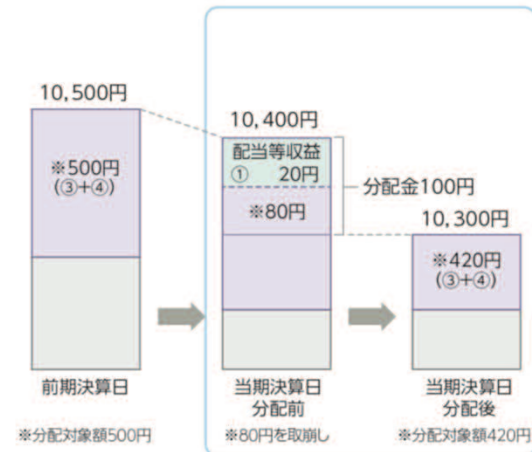 10,500円
※500円
(③+④)
前期決算日
※分配対象額500円
10,400円
配当等収益
① 20円
※80円
分配金100円
当期決算日
分配前
※80円を取崩し
10,300円
※420円
(③+④)
当期決算日
分配後
※分配対象額420円